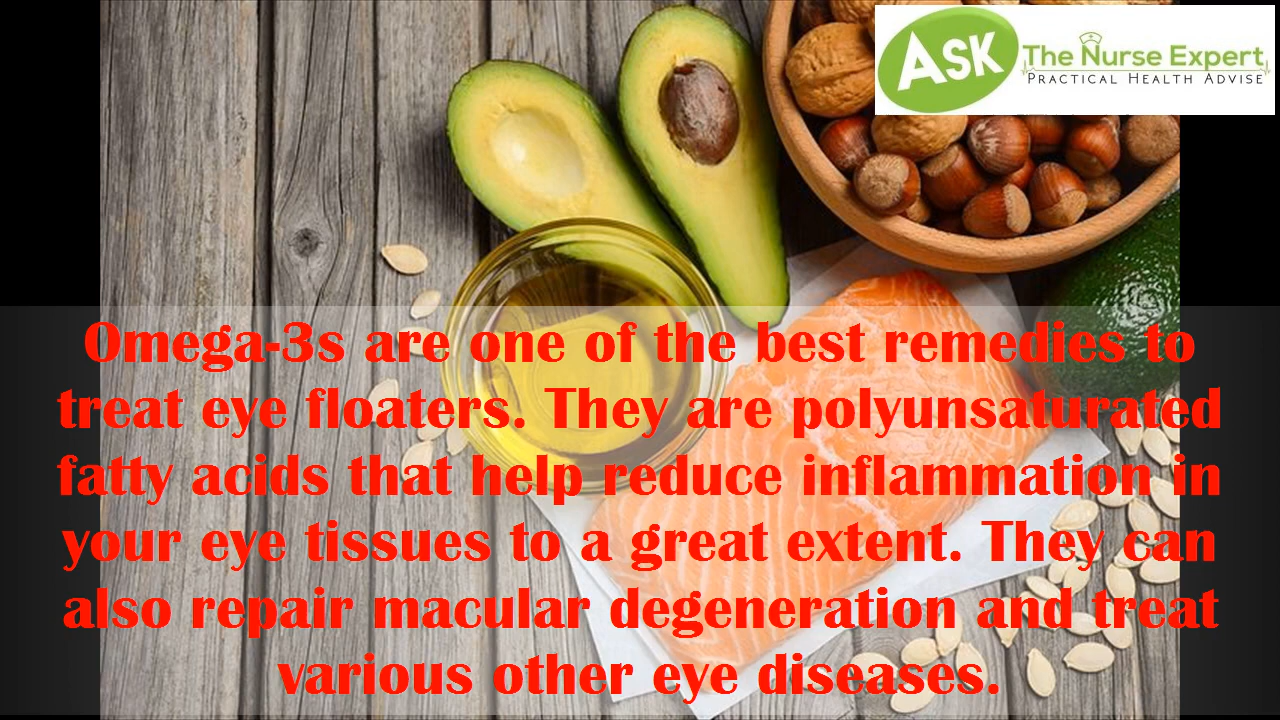 ASK The Nurse Expert
PRACTICAL HEALTH ADVISE
Omega-3s are one of the best remedies to
treat eye floaters. They are polyunsaturated
fatty acids that help reduce inflammation in
your eye tissues to a great extent. They can
also repair macular degeneration and treat
various other eye diseases.